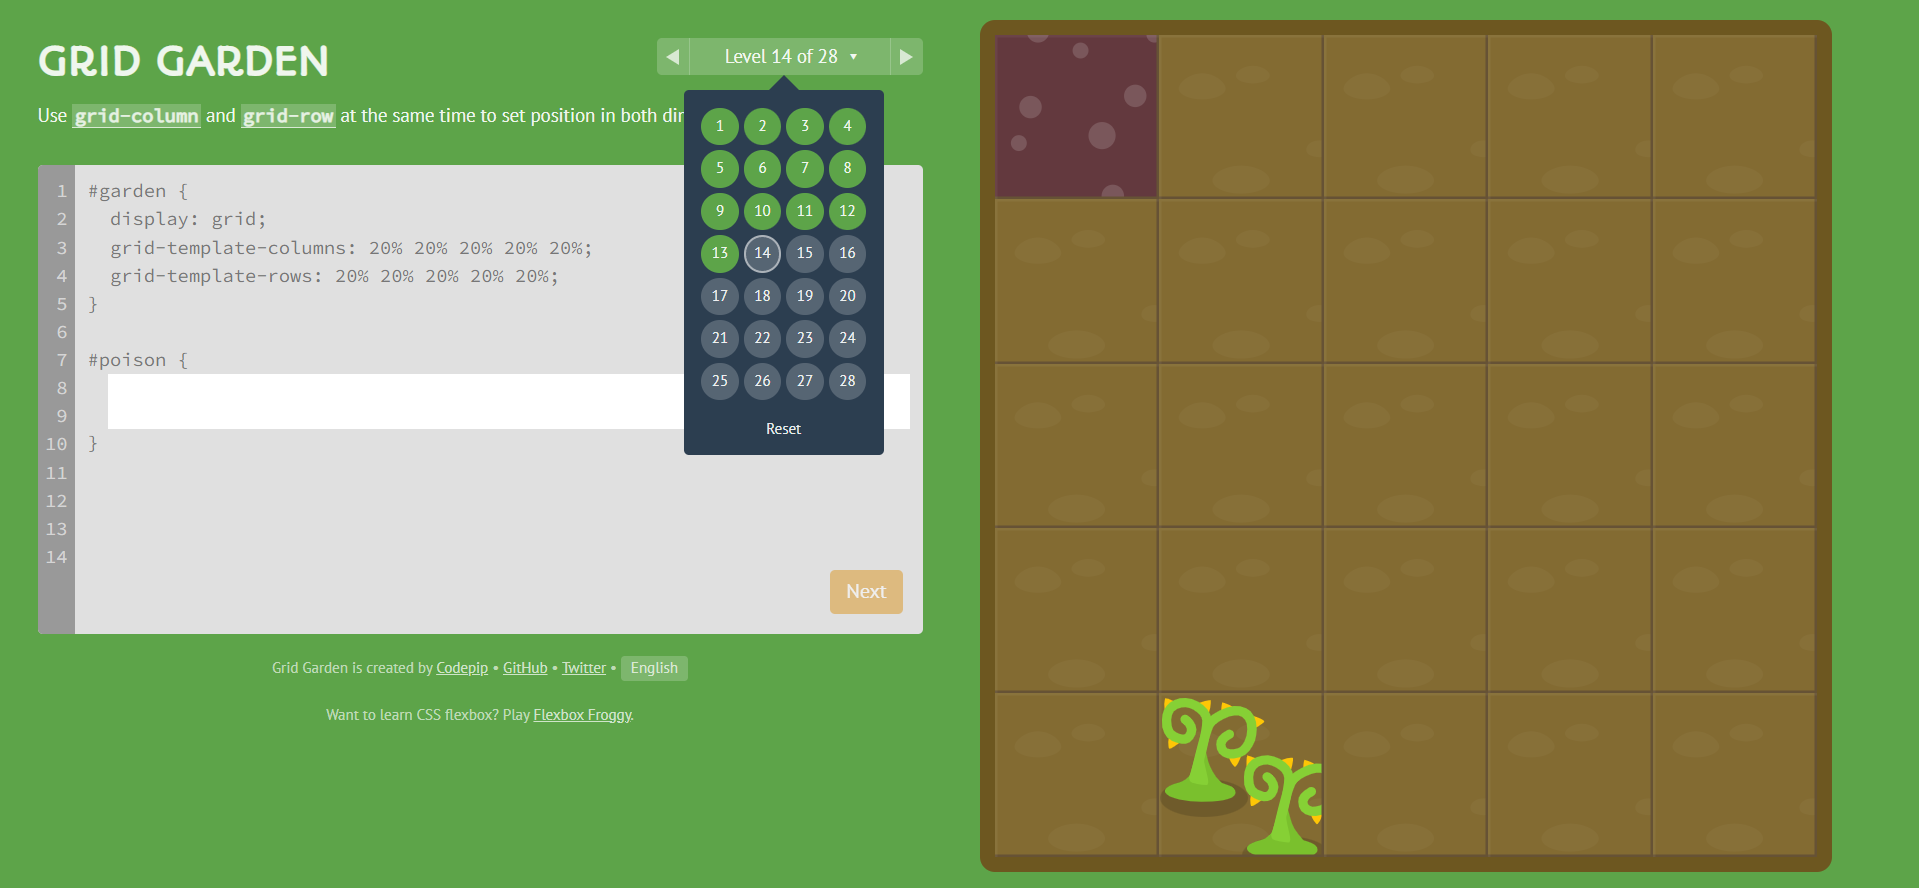 GRID GARDEN
Level 14 of 28 ▼
Use grid-column and grid-row at the same time to set position in both dir
1 #garden {
2 display: grid;
3 grid-template-columns: 20% 20% 20% 20% 20%;
4 grid-template-rows: 20% 20% 20% 20% 20%;
5 }
6
7 #poison {
8
9
10 }
11
12
13
14
1 2 3 4
5 6 7 8
9 10 11 12
13 14 15 16
17 18 19 20
21 22 23 24
25 26 27 28
Reset
Next
Grid Garden is created by Codepip • GitHub • Twitter • English
Want to learn CSS flexbox? Play Flexbox Froggy.